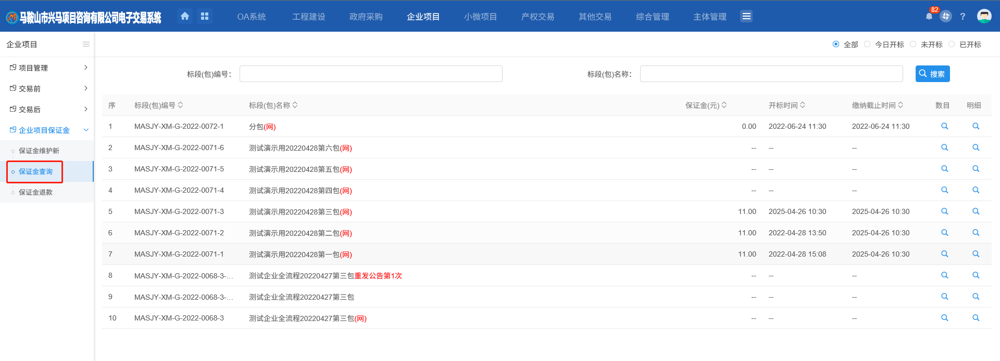 马鞍山市兴马项目咨询有限公司电子交易系统 OA系统 工程建设 政府采购 企业项目 小微项目 产权交易 其他交易 综合管理 主体管理 82 ?
企业项目
全部 今日开标 未开标 已开标
项目管理
交易前
交易后
企业项目保证金
保证金维护新
保证金查询
保证金退款
标段(包)编号: 标段(包)名称: 搜索
序 标段(包)编号 标段(包)名称 保证金(元) 开标时间 缴纳截止时间 数目 明细
1 MASJY-XM-G-2022-0072-1 分包(网) 0.00 2022-06-24 11:30 2022-06-24 11:30
2 MASJY-XM-G-2022-0071-6 测试演示用20220428第六包(网) -- -- --
3 MASJY-XM-G-2022-0071-5 测试演示用20220428第五包(网) -- -- --
4 MASJY-XM-G-2022-0071-4 测试演示用20220428第四包(网) -- -- --
5 MASJY-XM-G-2022-0071-3 测试演示用20220428第三包(网) 11.00 2025-04-26 10:30 2025-04-26 10:30
6 MASJY-XM-G-2022-0071-2 测试演示用20220428第二包(网) 11.00 2022-04-28 13:50 2025-04-26 10:30
7 MASJY-XM-G-2022-0071-1 测试演示用20220428第一包(网) 11.00 2022-04-28 15:08 2025-04-26 10:30
8 MASJY-XM-G-2022-0068-3-... 测试企业全流程20220427第三包重发公告第1次 -- -- --
9 MASJY-XM-G-2022-0068-3-... 测试企业全流程20220427第三包 -- -- --
10 MASJY-XM-G-2022-0068-3 测试企业全流程20220427第三包(网) -- -- --